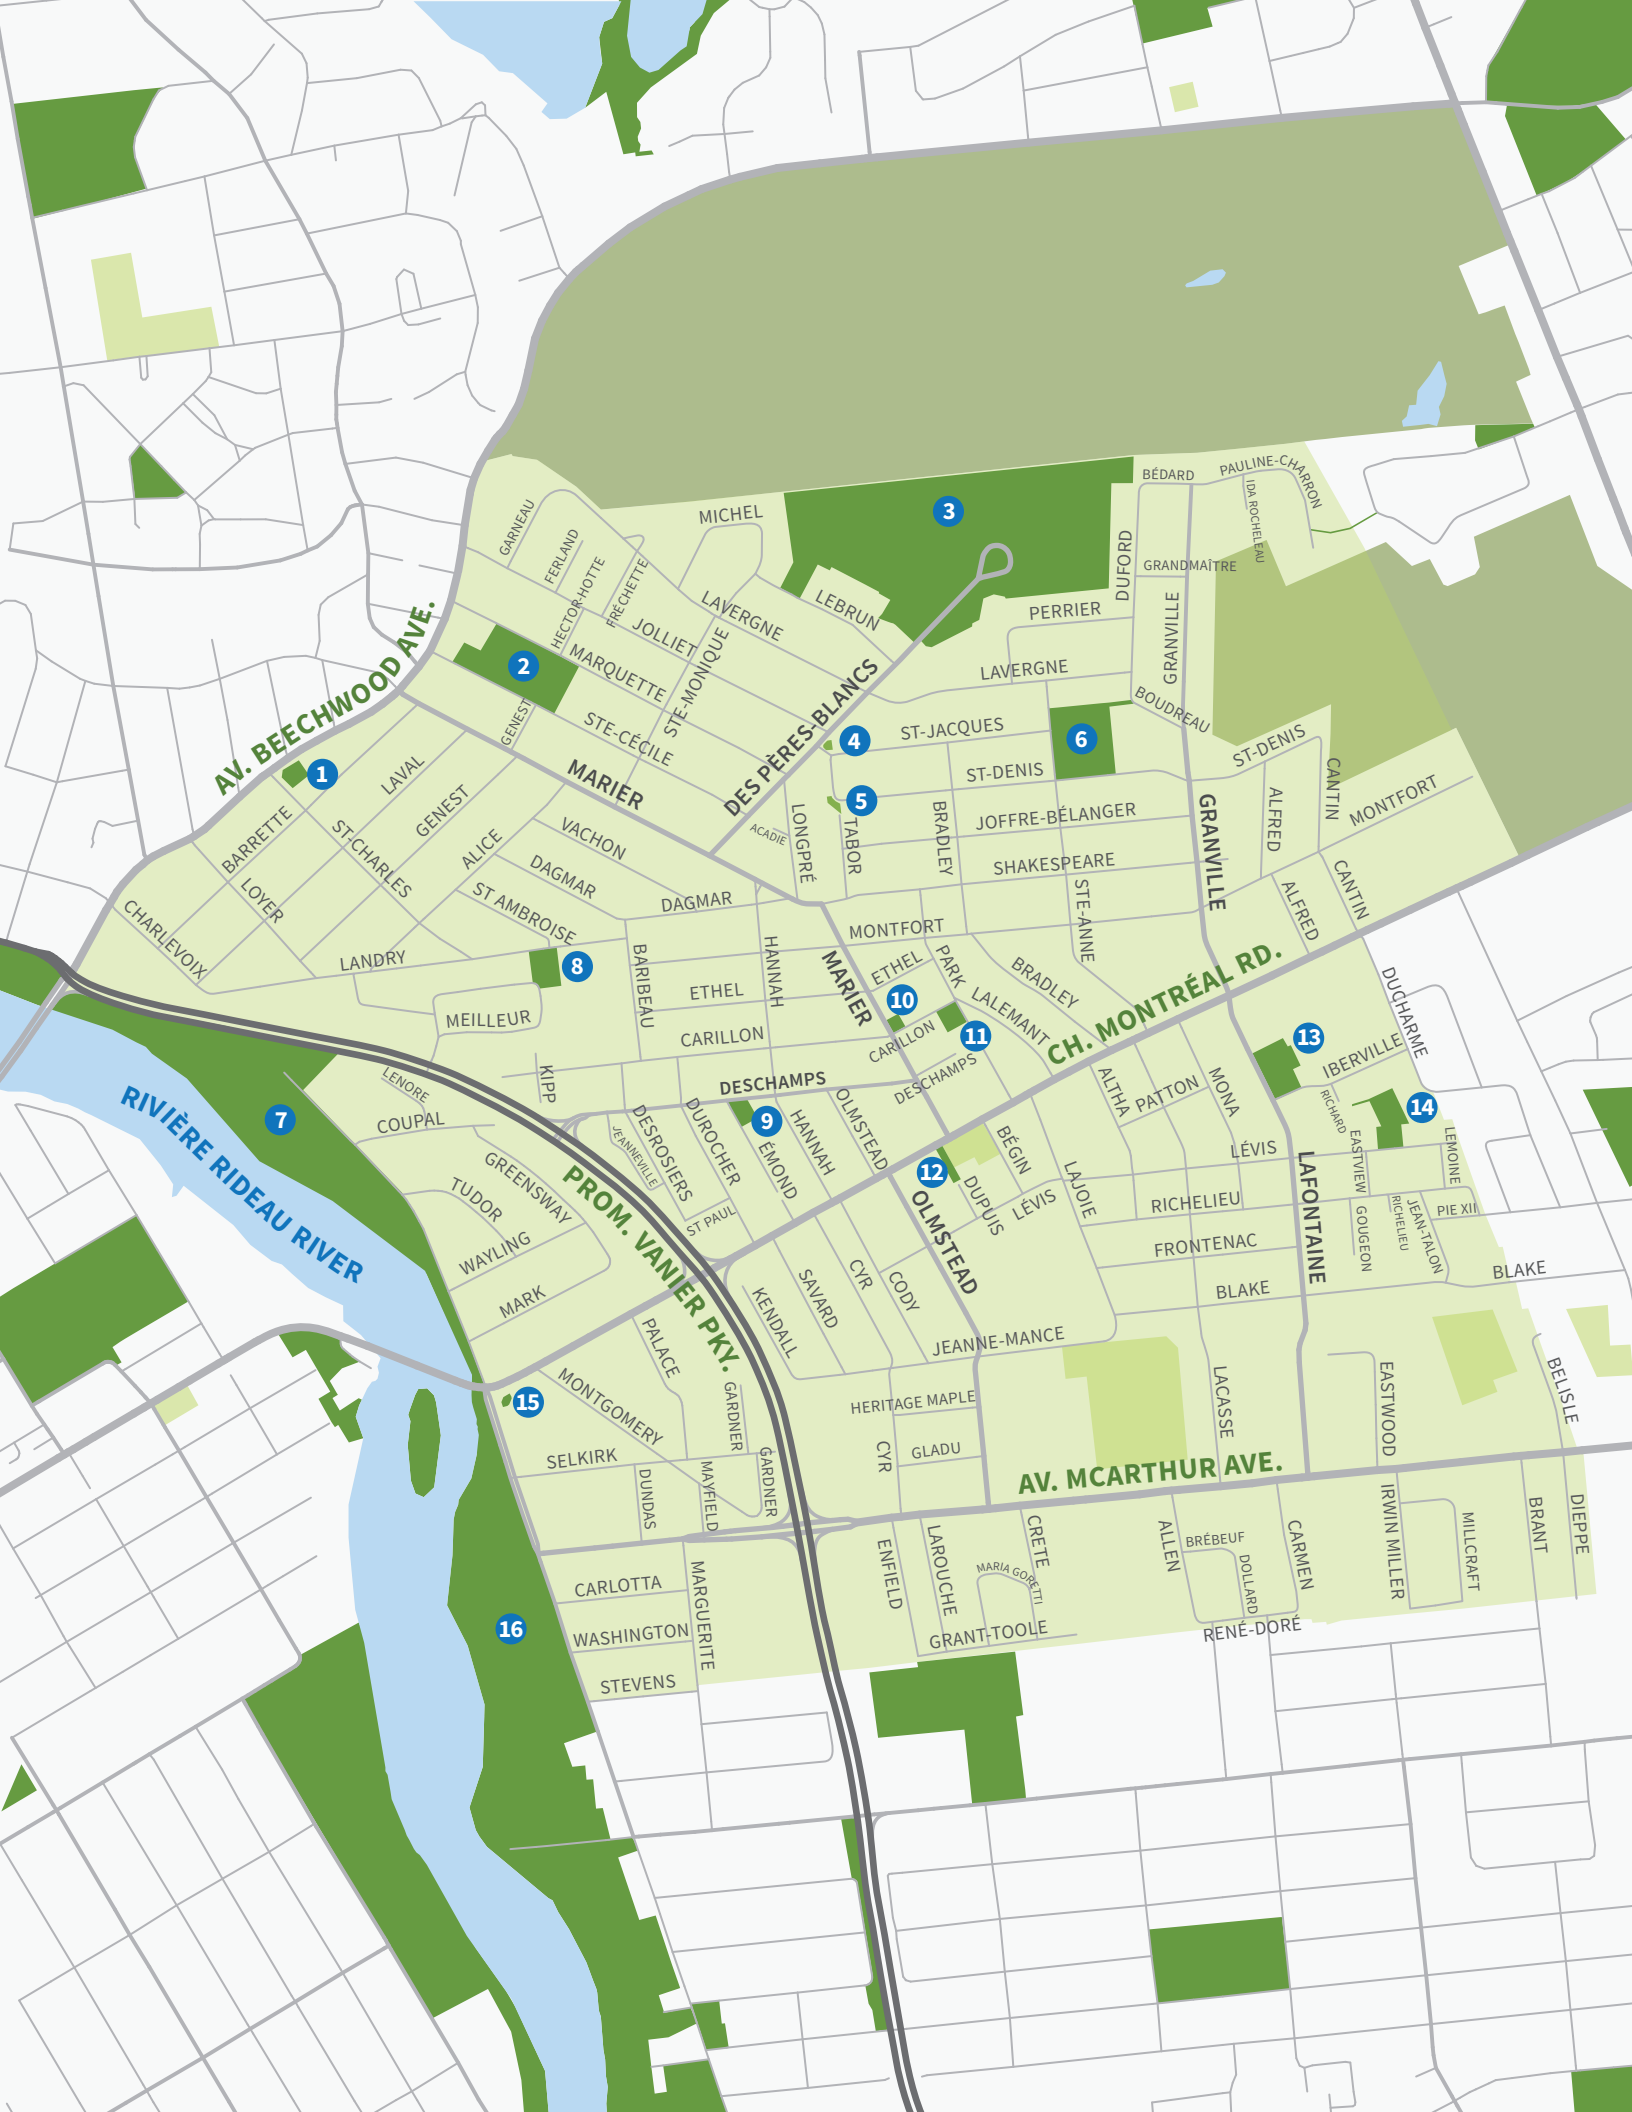 BÉDARD
PAULINE-CHARRON
IDA ROCHELEAU
GARNEAU
MICHEL
3
FERLAND
DUFORD
GRANDMAÎTRE
HECTOR-HOTTE
FRÉCHETTE
LAVERGNE
LEBRUN
PERRIER
GRANVILLE
JOLLIET
2
MARQUETTE
STE-MONIQUE
LAVERGNE
AV. BEECHWOOD AVE.
GENEST
STE-CÉCILE
DES PÈRES-BLANCS
BOUDREAU
4
ST-JACQUES
6
ST-DENIS
1
LAVAL
MARIER
ST-DENIS
CANTIN
5
MONTFORT
GENEST
BARRETTE
ST-CHARLES
ALICE
VACHON
ACADIE
LONGPRÉ
TABOR
BRADLEY
JOFFRE-BÉLANGER
GRANVILLE
ALFRED
SHAKESPEARE
DAGMAR
LOYER
ST AMBROISE
DAGMAR
STE-ANNE
ALFRED
CANTIN
CHARLEVOIX
MONTFORT
LANDRY
8
BARIBEAU
HANNAH
MARIER
ETHEL
PARK
BRADLEY
CH. MONTRÉAL RD.
ETHEL
10
LALEMANT
DUCHARME
MEILLEUR
CARILLON
CARILLON
11
13
IBERVILLE
LENORE
KIPP
DESCHAMPS
DESCHAMPS
ALTHA
PATTON
MONA
RIVIÈRE RIDEAU RIVER
7
COUPAL
JEANNEVILLE
DESROSIERS
DUROCHER
9
ÉMOND
HANNAH
OLMSTEAD
RICHARD
14
BÉGIN
LÉVIS
EASTVIEW
LEMOINE
12
GREENSWAY
PROM. VANIER PKY.
TUDOR
ST PAUL
OLMSTEAD
DUPUIS
LÉVIS
LAJOIE
RICHELIEU
LAFONTAINE
GOUGEON
RICHELIEU
JEAN-TALON
PIE XII
WAYLING
FRONTENAC
MARK
KENDALL
SAVARD
CYR
CODY
BLAKE
BLAKE
PALACE
JEANNE-MANCE
MONTGOMERY
GARDNER
HERITAGE MAPLE
LACASSE
EASTWOOD
BELISLE
15
SELKIRK
CYR
GLADU
AV. MCARTHUR AVE.
DUNDAS
MAYFIELD
GARDNER
CARLOTTA
MARGUERITE
ENFIELD
LAROUCHE
CRETE
MARIA GORETTI
ALLEN
BRÉBEUF
DOLLARD
CARMEN
IRWIN MILLER
MILLCRAFT
BRANT
DIEPPE
16
WASHINGTON
GRANT-TOOLE
RENÉ-DORÉ
STEVENS